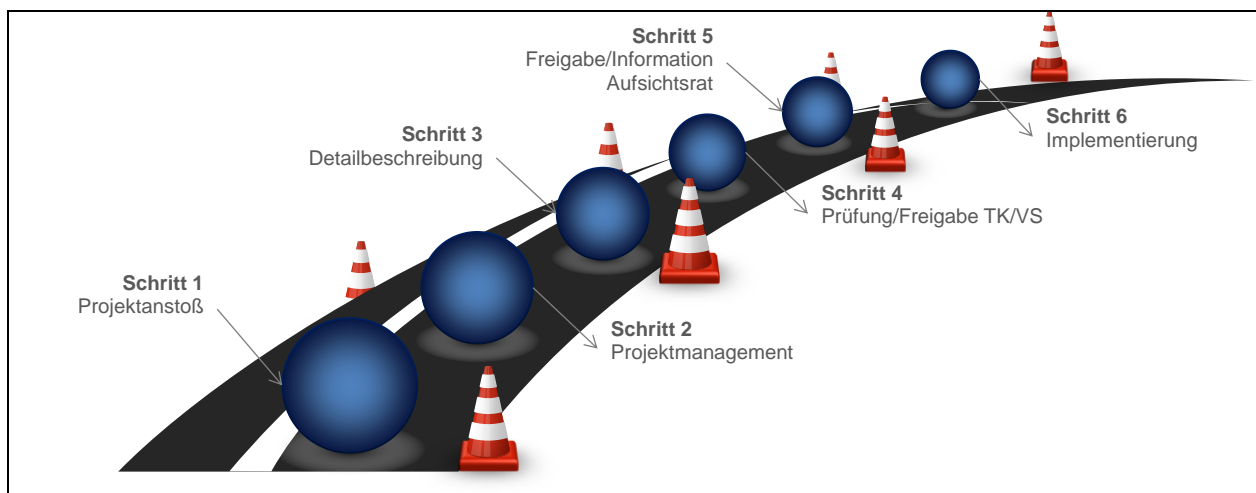 Schritt 1
Projektanstoß
Schritt 2
Projektmanagement
Schritt 3
Detailbeschreibung
Schritt 4
Prüfung/Freigabe TK/VS
Schritt 5
Freigabe/Information
Aufsichtsrat
Schritt 6
Implementierung